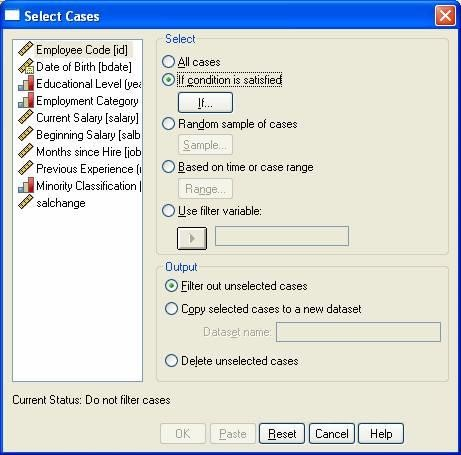 Select Cases
Employee Code [id]
Date of Birth [bdate]
Educational Level [yea
Employment Category
Current Salary [salary]
Beginning Salary [salb
Months since Hire [job
Previous Experience [
Minority Classification [
salchange
Select
All cases
If condition is satisfied
If...
Random sample of cases
Sample...
Based on time or case range
Range...
Use filter variable:
Output
Filter out unselected cases
Copy selected cases to a new dataset
Dataset name:
Delete unselected cases
Current Status: Do not filter cases
OK Paste Reset Cancel Help